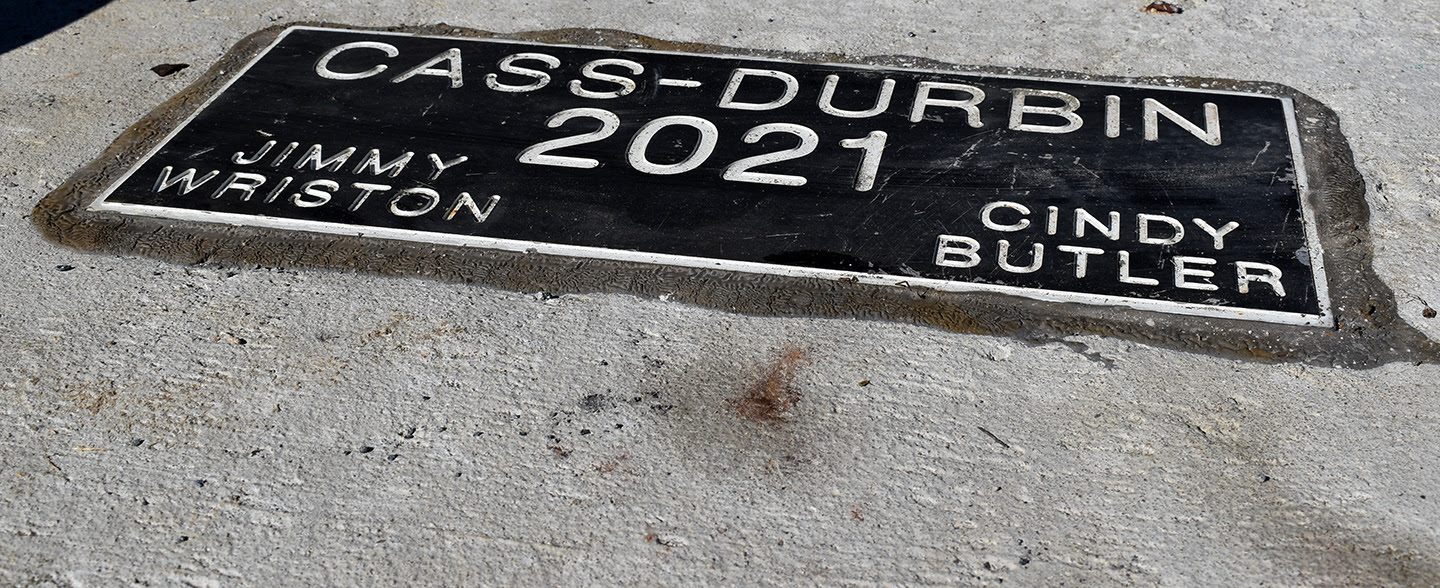 CASS-DURBIN
2021
JIMMY
WRISTON
CINDY
BUTLER